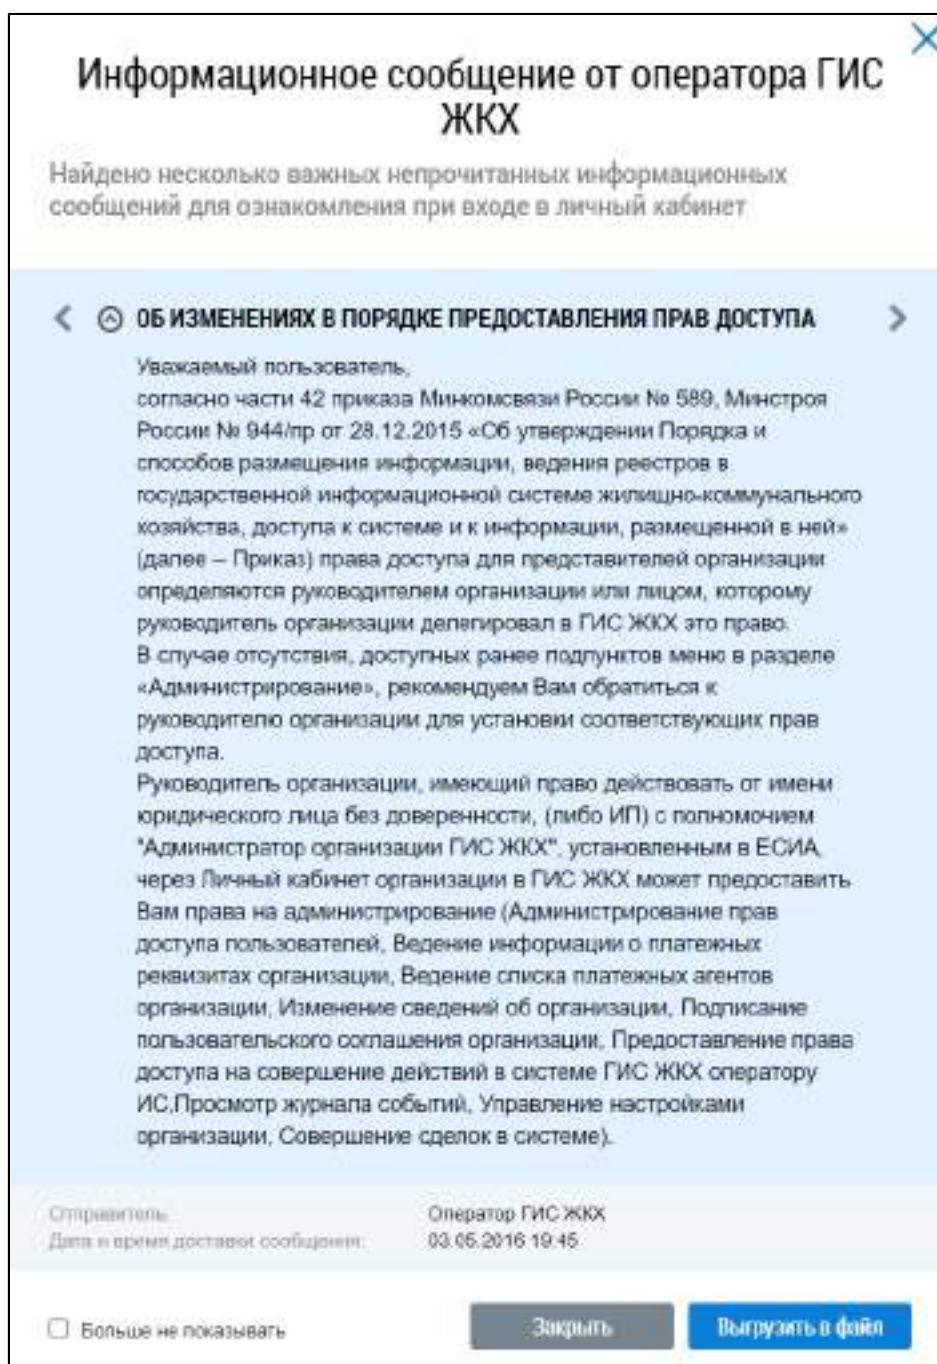 Информационное сообщение от оператора ГИС
ЖКХ
Найдено несколько важных непрочитанных информационных
сообщений для ознакомления при входе в личный кабинет
ОБ ИЗМЕНЕНИЯХ В ПОРЯДКЕ ПРЕДОСТАВЛЕНИЯ ПРАВ ДОСТУПА
Уважаемый пользователь,
согласно части 42 приказа Минкомсвязи России № 589, Минстроя
России № 944/пр от 28.12.2015 «Об утверждении Порядка и
способов размещения информации, ведения реестров в
государственной информационной системе жилищно-коммунального
хозяйства, доступа к системе и к информации, размещенной в ней»
(далее – Приказ) права доступа для представителей организации
определяются руководителем организации или лицом, которому
руководитель организации делегировал в ГИС ЖКХ это право.
В случае отсутствия, доступных ранее подпунктов меню в разделе
«Администрирование», рекомендуем Вам обратиться к
руководителю организации для установки соответствующих прав
доступа.
Руководитель организации, имеющий право действовать от имени
юридического лица без доверенности, (либо ИП) с полномочием
"Администратор организации ГИС ЖКХ", установленным в ЕСИА,
через Личный кабинет организации в ГИС ЖКХ может предоставить
Вам права на администрирование (Администрирование прав
доступа пользователей, Ведение информации о платежных
реквизитах организации, Ведение списка платежных агентов
организации, Изменение сведений об организации, Подписание
пользовательского соглашения организации, Предоставление права
доступа на совершение действий в системе ГИС ЖКХ оператору
ИС,Просмотр журнала событий, Управление настройками
организации, Совершение сделок в системе).
Отправитель: Оператор ГИС ЖКХ
Дата и время доставки сообщения: 03.05.2016 19:45
Больше не показывать Закрыть Выгрузить в файл